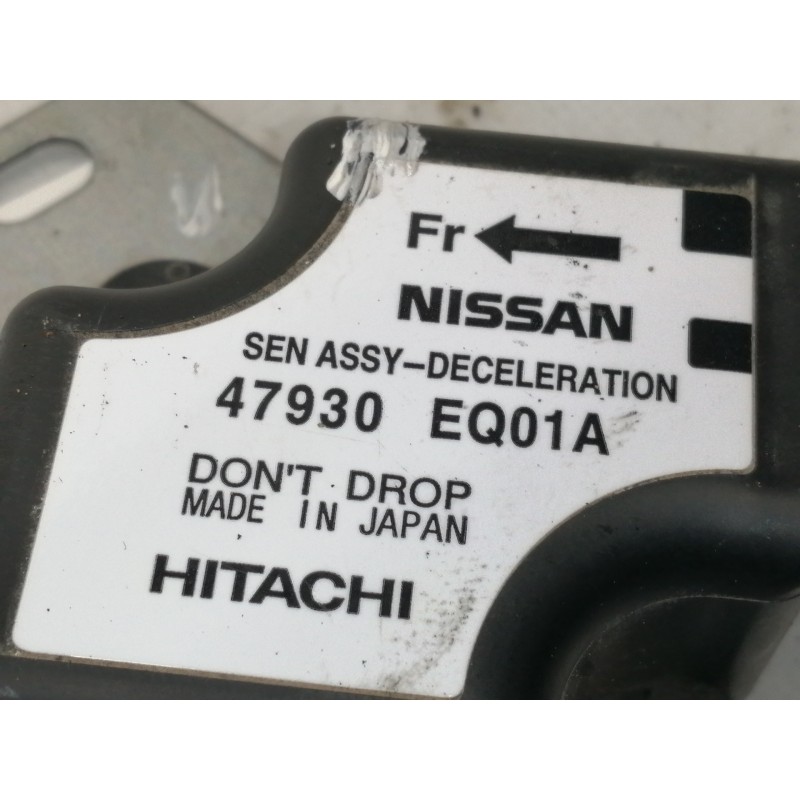 Fr
NISSAN
SEN ASSY-DECELERATION
47930 EQ01A
DON'T DROP
MADE IN JAPAN
HITACHI